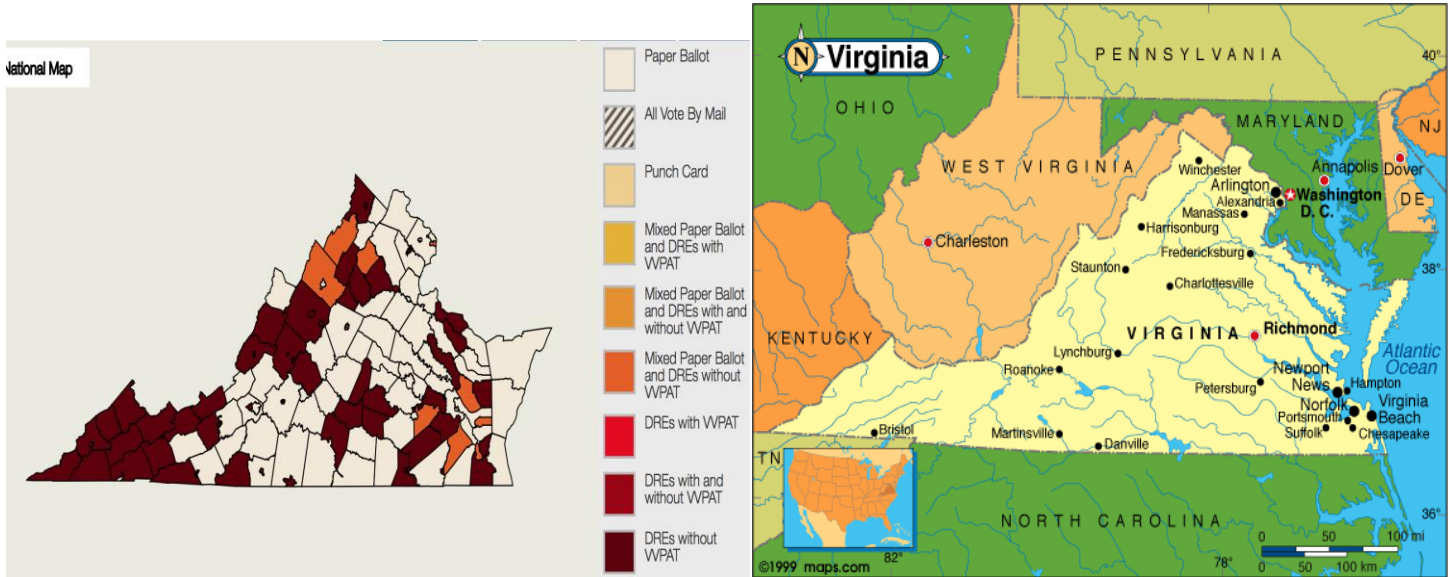 National Map
Paper Ballot
All Vote By Mail
Punch Card
Mixed Paper Ballot
and DREs with
VVPAT
Mixed Paper Ballot
and DREs with and
without VVPAT
Mixed Paper Ballot
and DREs without
VVPAT
DREs with VVPAT
DREs with and
without VVPAT
DREs without
VVPAT
N Virginia
PENNSYLVANIA
40°
OHIO
MARYLAND
NJ
WEST VIRGINIA
Winchester
Annapolis
Dover
Arlington
Washington
D.C.
DE
Alexandria
Manassas
Harrisonburg
Charleston
Fredericksburg
38°
Staunton
Charlottesville
KENTUCKY
VIRGINIA
Richmond
Lynchburg
Atlantic
Ocean
Roanoke
Newport
News
Hampton
Petersburg
Norfolk
Virginia
Beach
Portsmouth
Suffolk
Chesapeake
Bristol
Martinsville
Danville
TN
NORTH CAROLINA
36°
0 50 100 mi
0 50 100 km
82°
78°
©1999 maps.com